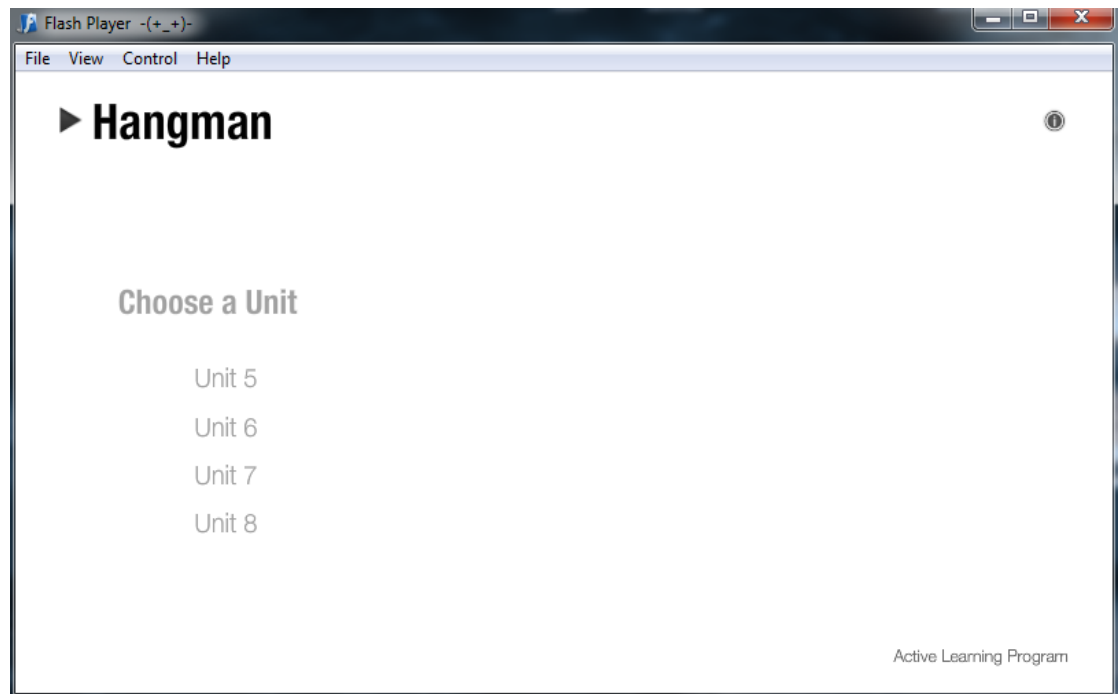 Flash Player -(+_+)-
File View Control Help
Hangman
Choose a Unit
Unit 5
Unit 6
Unit 7
Unit 8
Active Learning Program